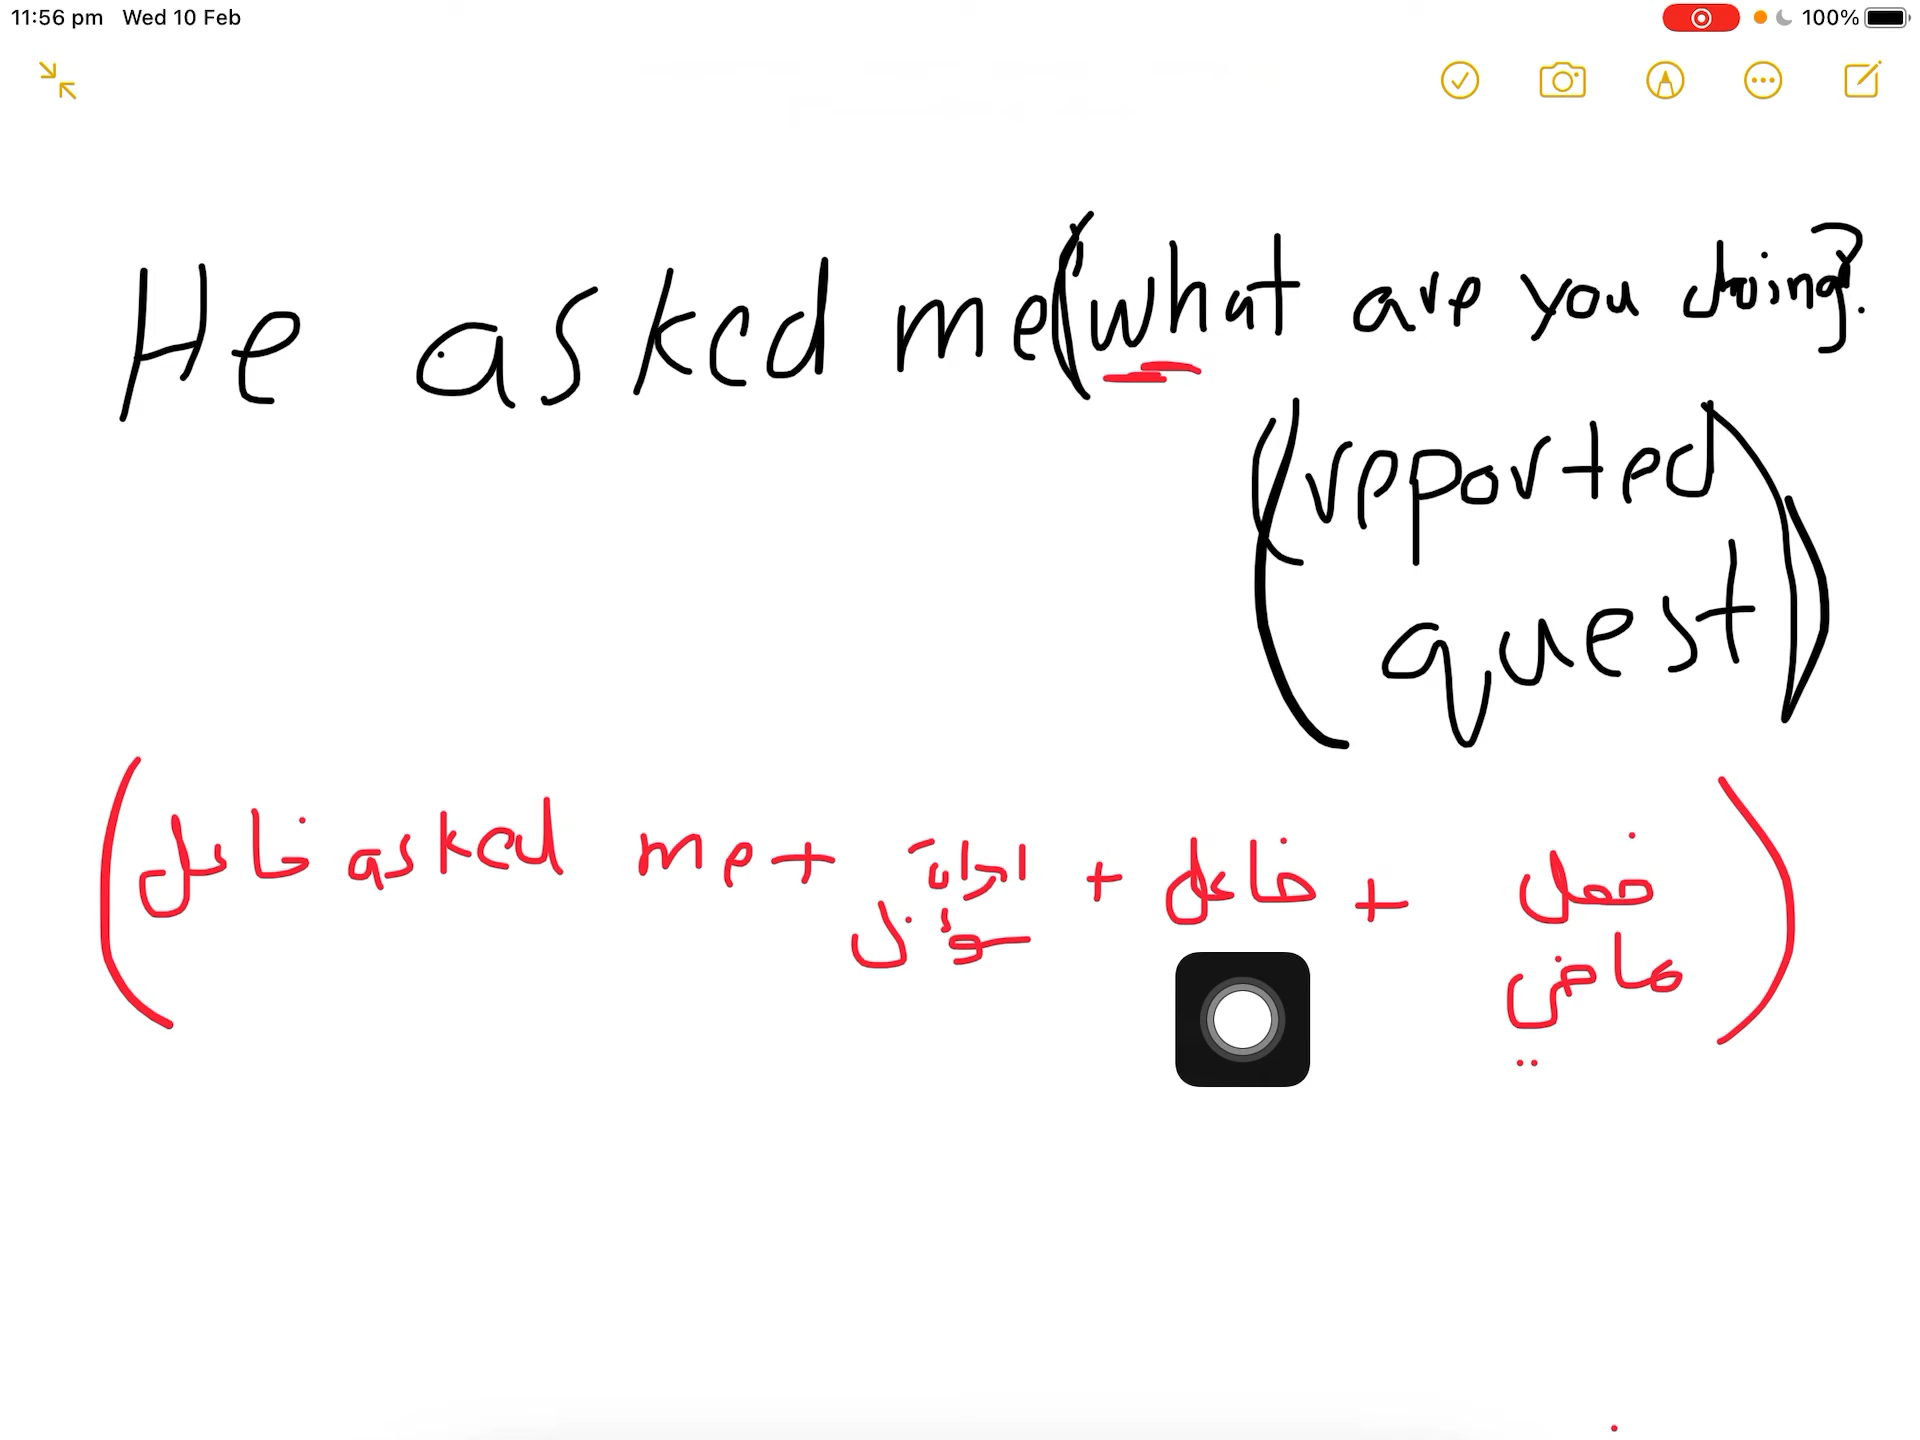 11:56 pm Wed 10 Feb 100%
He asked me (what are you doing?
(reported
quest)
(فاعل asked me + اداة + فاعل + فعل
سؤال ماضي)